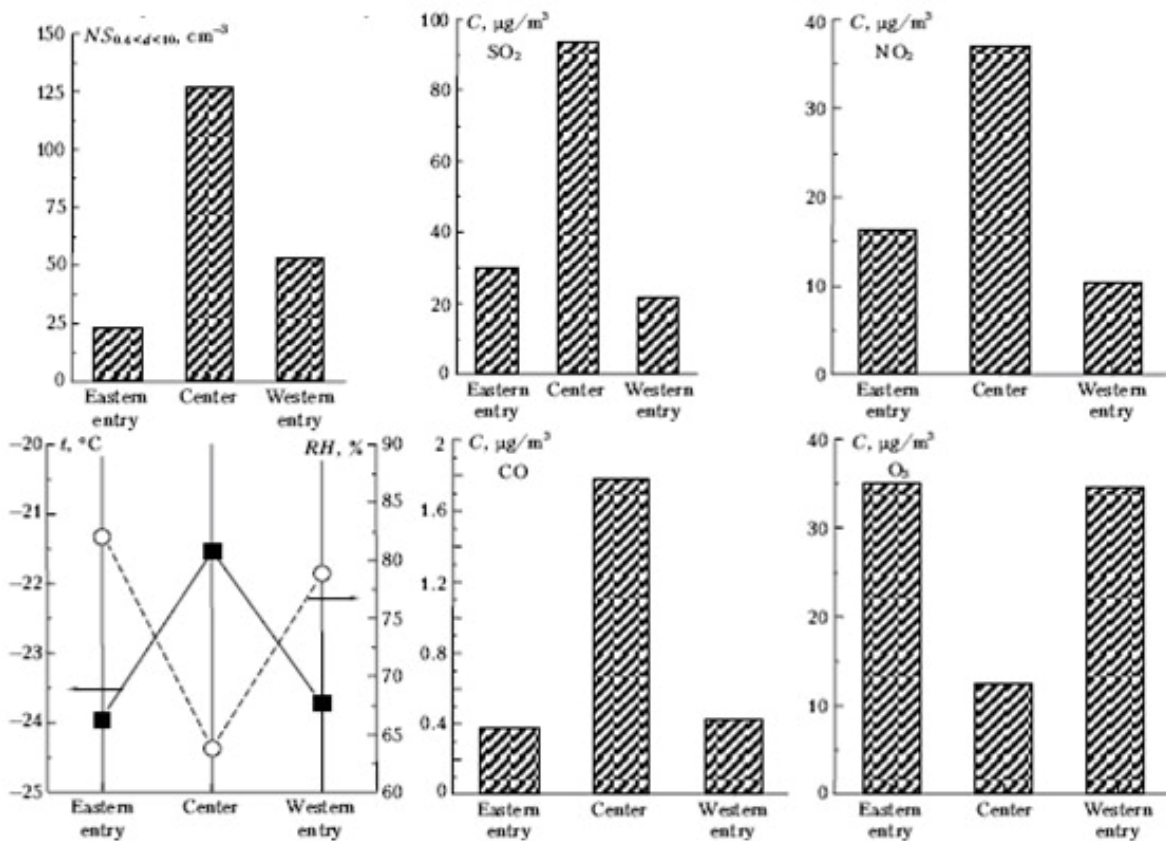 NS₀.₄<d<₁₀, cm⁻³
150
125
100
75
50
25
0
Eastern entry
Center
Western entry
C, µg/m³
SO₂
100
80
60
40
20
0
Eastern entry
Center
Western entry
C, µg/m³
NO₂
40
30
20
10
0
Eastern entry
Center
Western entry
t, °C
RH, %
−20
−21
−22
−23
−24
−25
90
85
80
75
70
65
60
Eastern entry
Center
Western entry
C, µg/m³
CO
2
1.6
1.2
0.8
0.4
0
Eastern entry
Center
Western entry
C, µg/m³
O₃
40
30
20
10
0
Eastern entry
Center
Western entry